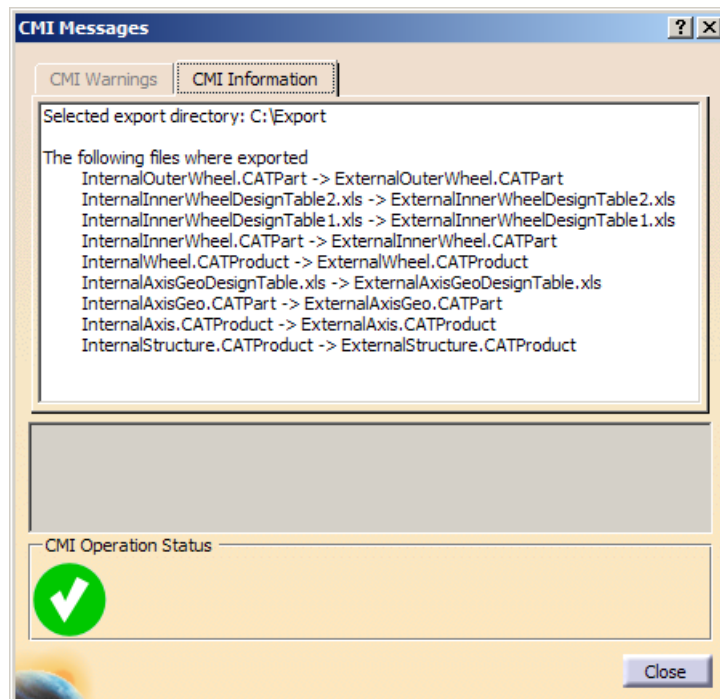 CMI Messages
CMI Warnings
CMI Information
Selected export directory: C:\Export
The following files where exported
InternalOuterWheel.CATPart -> ExternalOuterWheel.CATPart
InternalInnerWheelDesignTable2.xls -> ExternalInnerWheelDesignTable2.xls
InternalInnerWheelDesignTable1.xls -> ExternalInnerWheelDesignTable1.xls
InternalInnerWheel.CATPart -> ExternalInnerWheel.CATPart
InternalWheel.CATProduct -> ExternalWheel.CATProduct
InternalAxisGeoDesignTable.xls -> ExternalAxisGeoDesignTable.xls
InternalAxisGeo.CATPart -> ExternalAxisGeo.CATPart
InternalAxis.CATProduct -> ExternalAxis.CATProduct
InternalStructure.CATProduct -> ExternalStructure.CATProduct
CMI Operation Status
Close